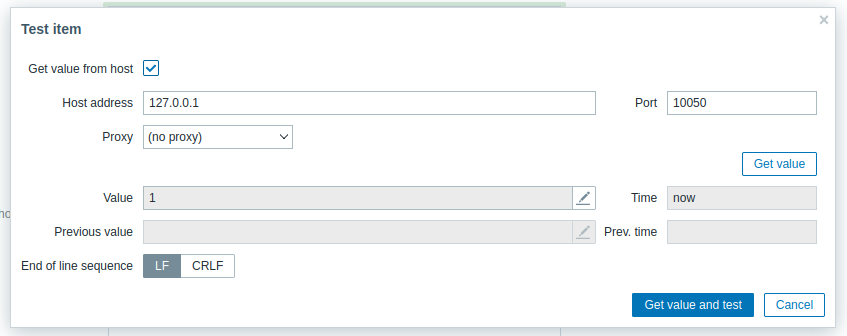 Test item
Get value from host
Host address 127.0.0.1 Port 10050
Proxy (no proxy)
Get value
Value 1 Time now
Previous value Prev. time
End of line sequence LF CRLF
Get value and test Cancel